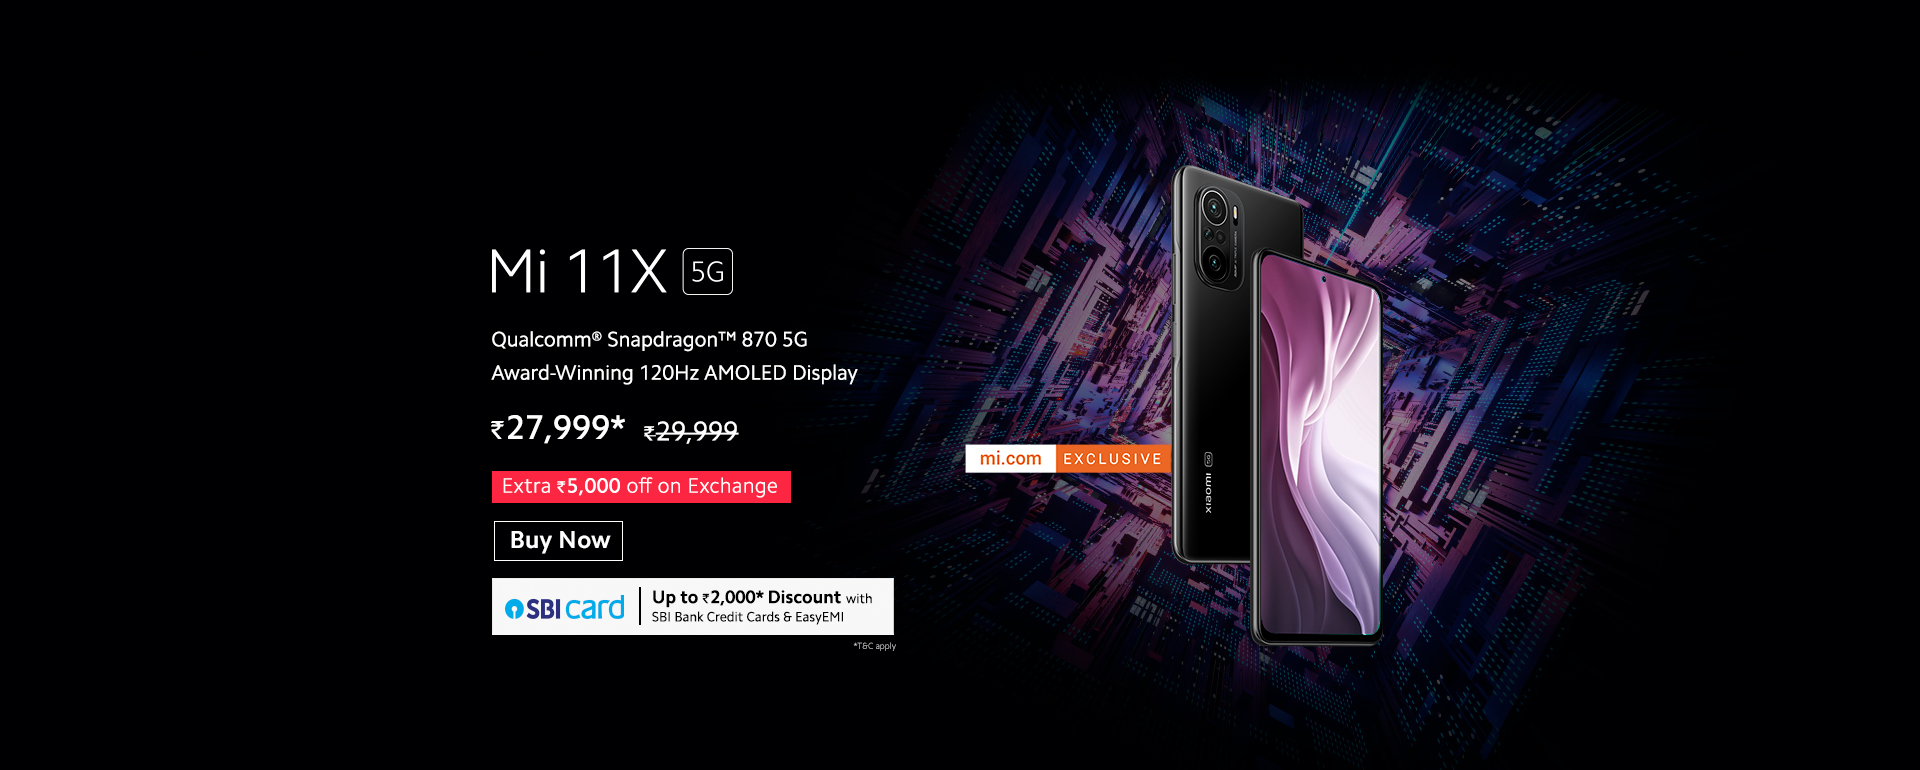 Mi 11X 5G
Qualcomm® Snapdragon™ 870 5G
Award-Winning 120Hz AMOLED Display
₹27,999* ₹29,999
Extra ₹5,000 off on Exchange
Buy Now
SBI card
Up to ₹2,000* Discount with
SBI Bank Credit Cards & EasyEMI
*T&C apply
mi.com EXCLUSIVE
xiaomi 5G